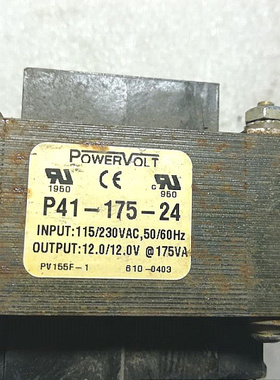 POWERVOLT
1950
CE
c
950
P41-175-24
INPUT:115/230VAC,50/60Hz
OUTPUT:12.0/12.0V @175VA
PV155F-1 610-0403